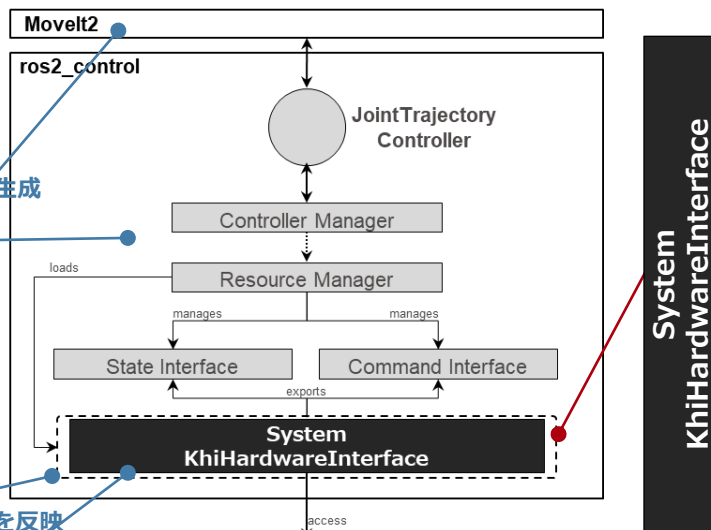 MoveIt2
ros2_control
JointTrajectory
Controller
生成
Controller Manager
loads
Resource Manager
manages
manages
State Interface
Command Interface
exports
System
KhiHardwareInterface
を反映
access
System
KhiHardwareInterface